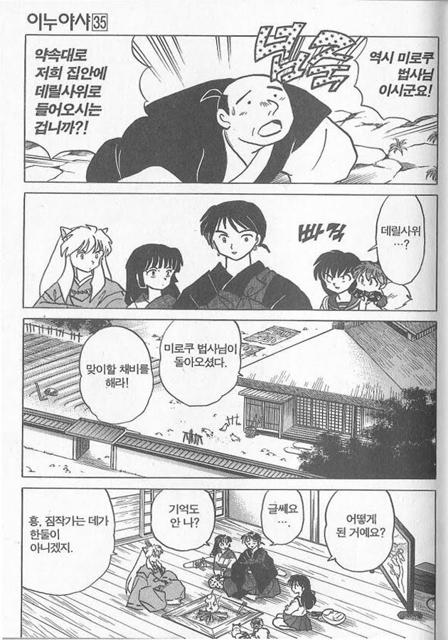 이누야샤 35
역시 미로쿠
법사님
이시군요!
넙
죽
넙
죽
약속대로
저희 집안에
데릴사위로
들어오시는
겁니까?!
데릴사위
…?
빠직
미로쿠 법사님이
돌아오셨다.
맞이할 채비를
해라!
어떻게
된 거예요?
글쎄요
…
기억도
안 나?
흥, 짐작가는 데가
한둘이
아니겠지.